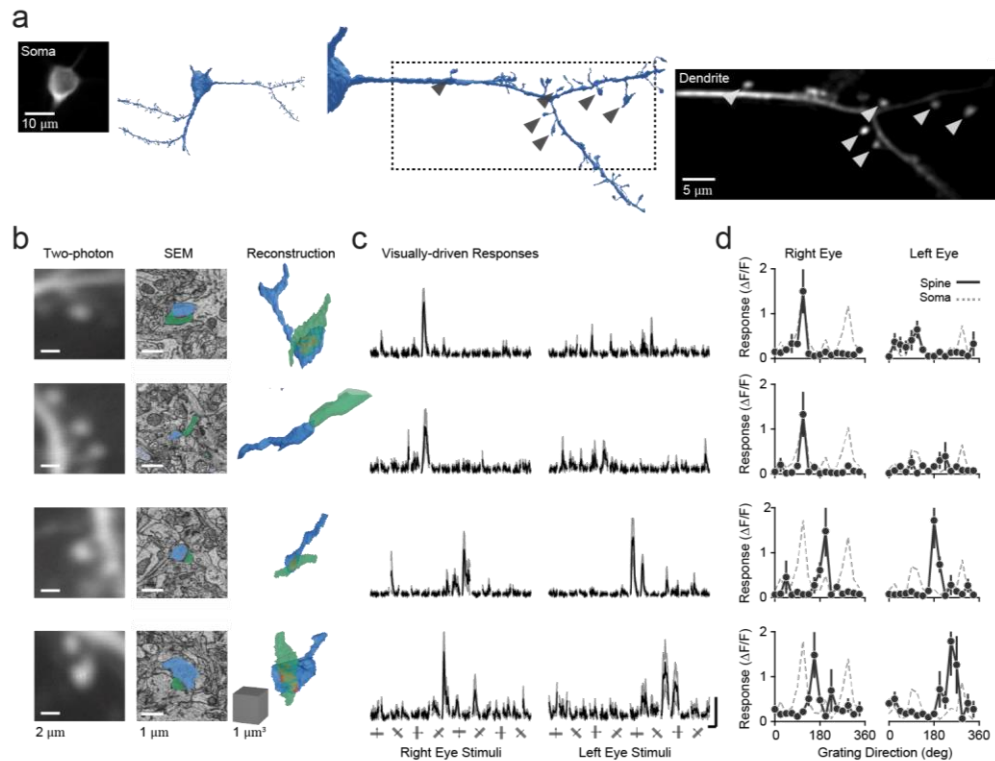 a
Soma
10 μm
Dendrite
5 μm
b
Two-photon
SEM
Reconstruction
2 μm
1 μm
1 μm³
c
Visually-driven Responses
Right Eye Stimuli
Left Eye Stimuli
d
Right Eye
Left Eye
Spine
Soma
Response (ΔF/F)
2
1
0
Response (ΔF/F)
2
1
0
Response (ΔF/F)
2
1
0
Response (ΔF/F)
2
1
0
0
180
360
0
180
360
Grating Direction (deg)